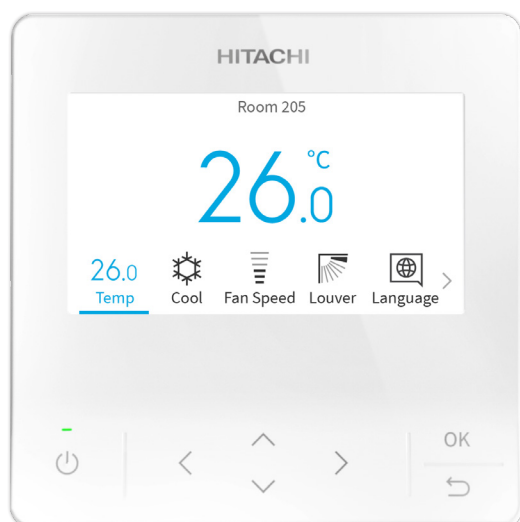 HITACHI
Room 205
26.0 °C
26.0
Temp Cool Fan Speed Louver Language
OK